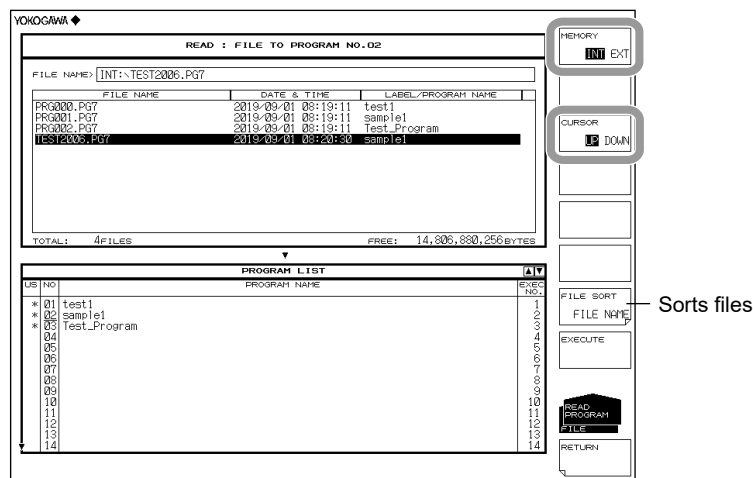 YOKOGAWA ◆
READ : FILE TO PROGRAM NO.02
FILE NAME> INT:\TEST2006.PG7
FILE NAME DATE & TIME LABEL/PROGRAM NAME
PRG000.PG7 2019/09/01 08:19:11 test1
PRG001.PG7 2019/09/01 08:19:11 sample1
PRG002.PG7 2019/09/01 08:19:11 Test_Program
TEST2006.PG7 2019/09/01 08:20:30 sample1
TOTAL: 4FILES FREE: 14,806,880,256BYTES
▼
PROGRAM LIST ▲▼
US NO PROGRAM NAME EXEC NO.
* 01 test1 1
* 02 sample1 2
* 03 Test_Program 3
04 4
05 5
06 6
07 7
08 8
09 9
10 10
11 11
12 12
13 13
14 14
MEMORY
INT EXT
CURSOR
UP DOWN
FILE SORT
FILE NAME
Sorts files
EXECUTE
READ
PROGRAM
FILE
RETURN